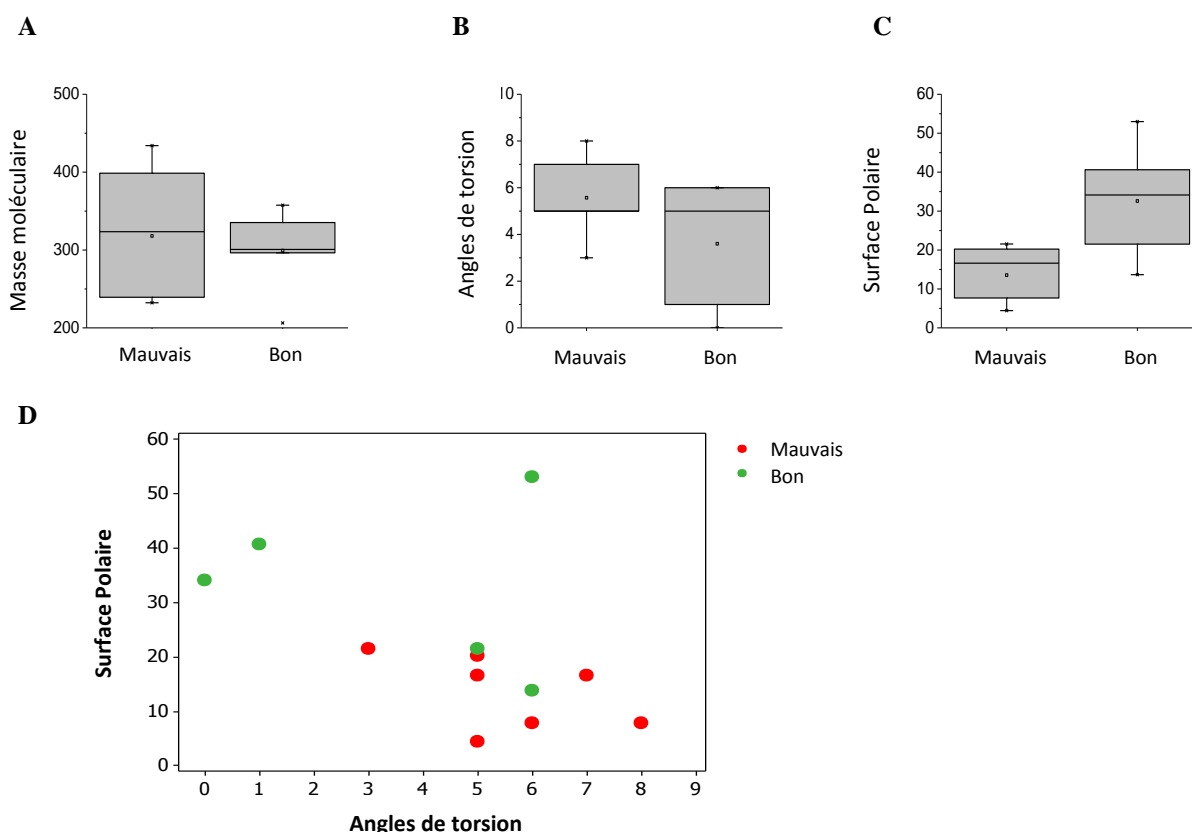 A
B
C
Masse moléculaire
500
400
300
200
Mauvais
Bon
Angles de torsion
10
8
6
4
2
0
Mauvais
Bon
Surface Polaire
60
50
40
30
20
10
0
Mauvais
Bon
D
Surface Polaire
60
50
40
30
20
10
0
0 1 2 3 4 5 6 7 8 9
Angles de torsion
Mauvais
Bon